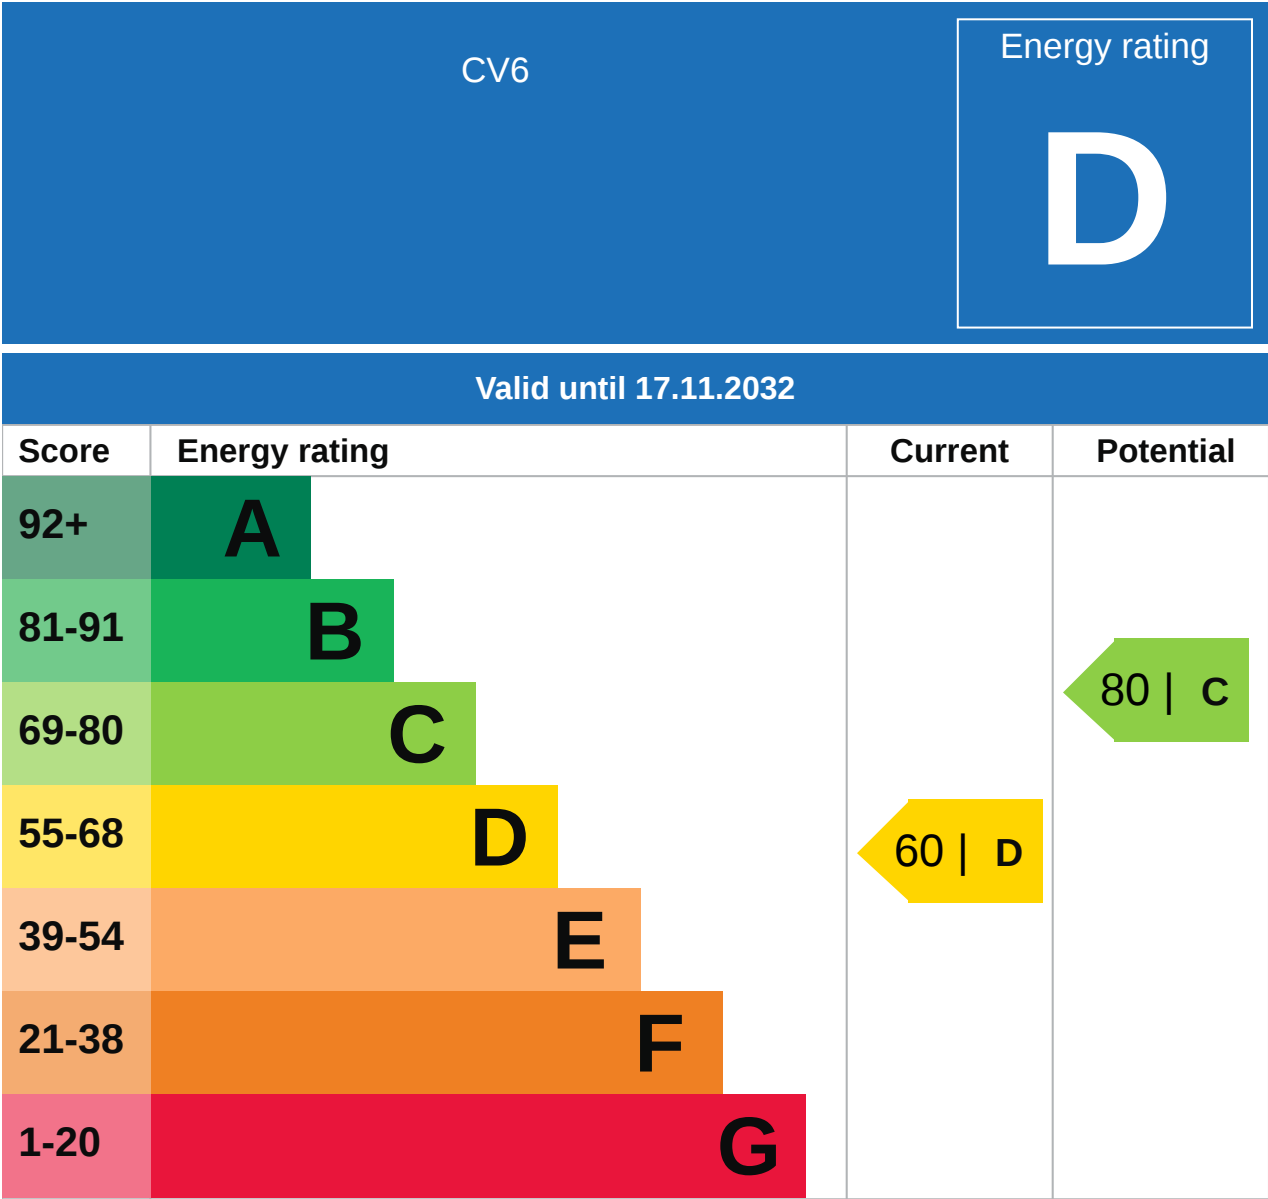 CV6
Energy rating
D
Valid until 17.11.2032
Score Energy rating Current Potential
92+ A
81-91 B
69-80 C
80 | C
55-68 D
60 | D
39-54 E
21-38 F
1-20 G